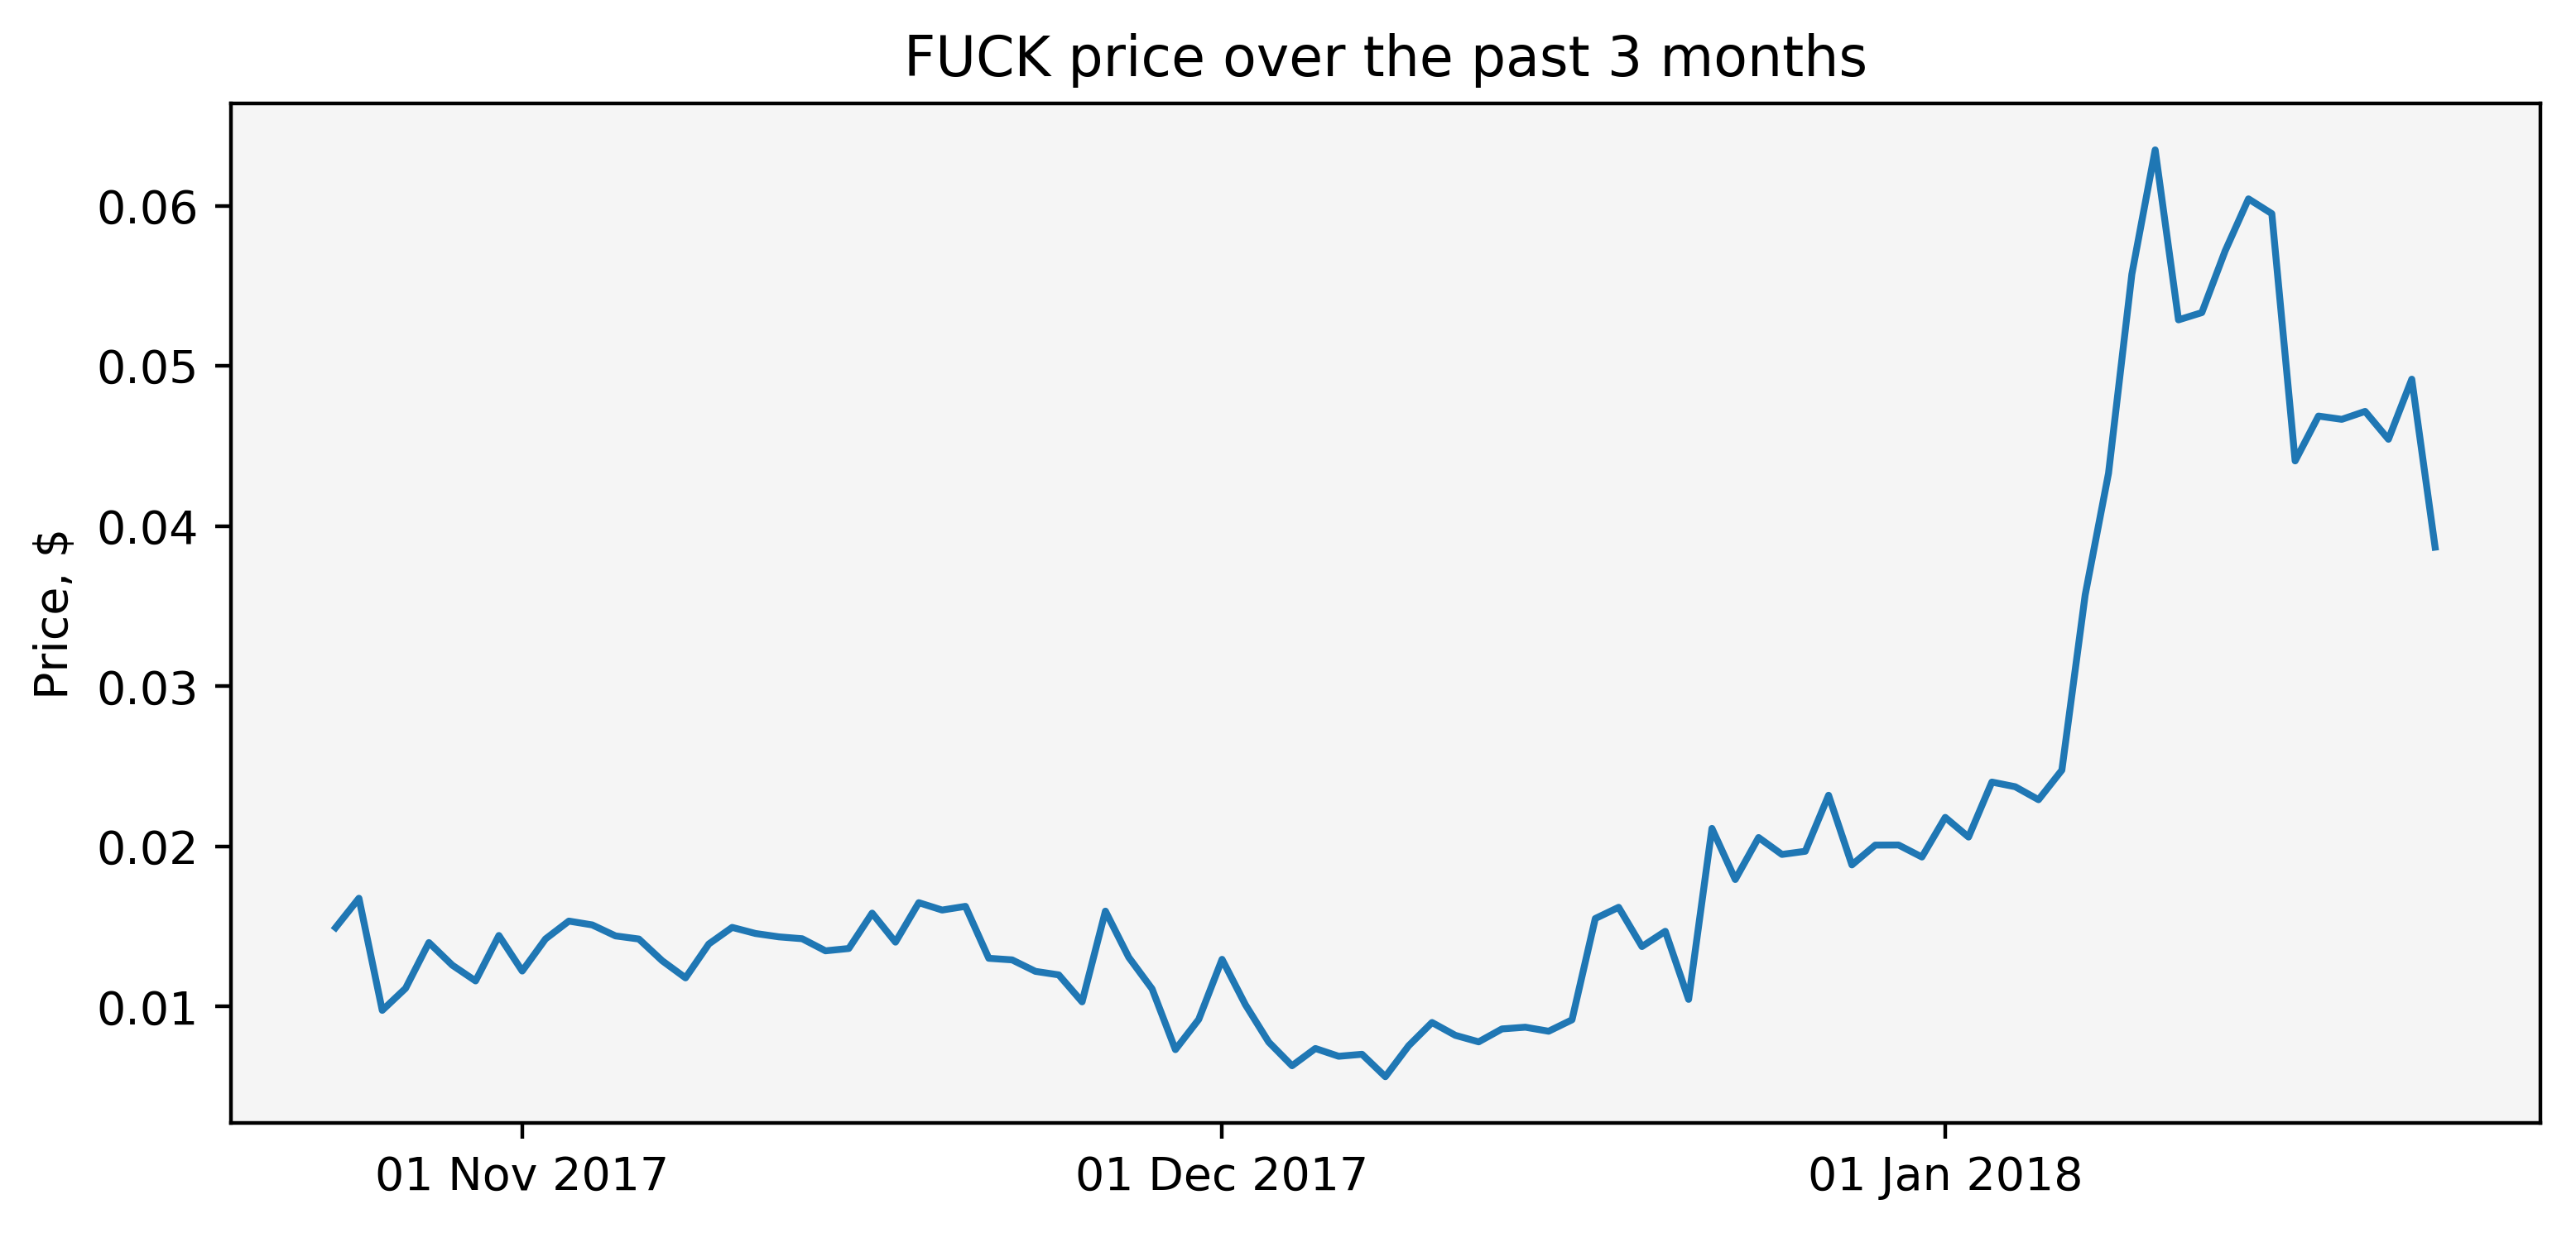 FUCK price over the past 3 months
Price, $
0.06
0.05
0.04
0.03
0.02
0.01
01 Nov 2017
01 Dec 2017
01 Jan 2018